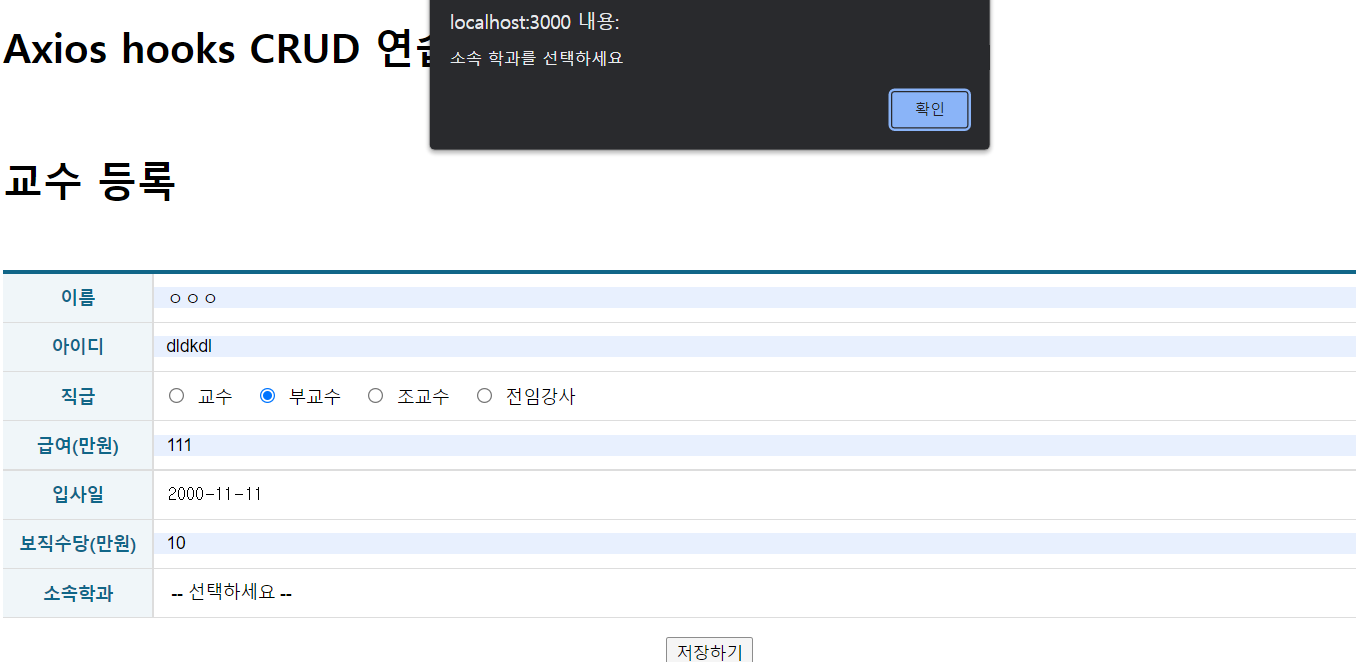 localhost:3000 내용:
소속 학과를 선택하세요
확인
Axios hooks CRUD
교수 등록
이름 ㅇㅇㅇ
아이디 dldkdl
직급 교수 부교수 조교수 전임강사
급여(만원) 111
입사일 2000-11-11
보직수당(만원) 10
소속학과 -- 선택하세요 --
저장하기